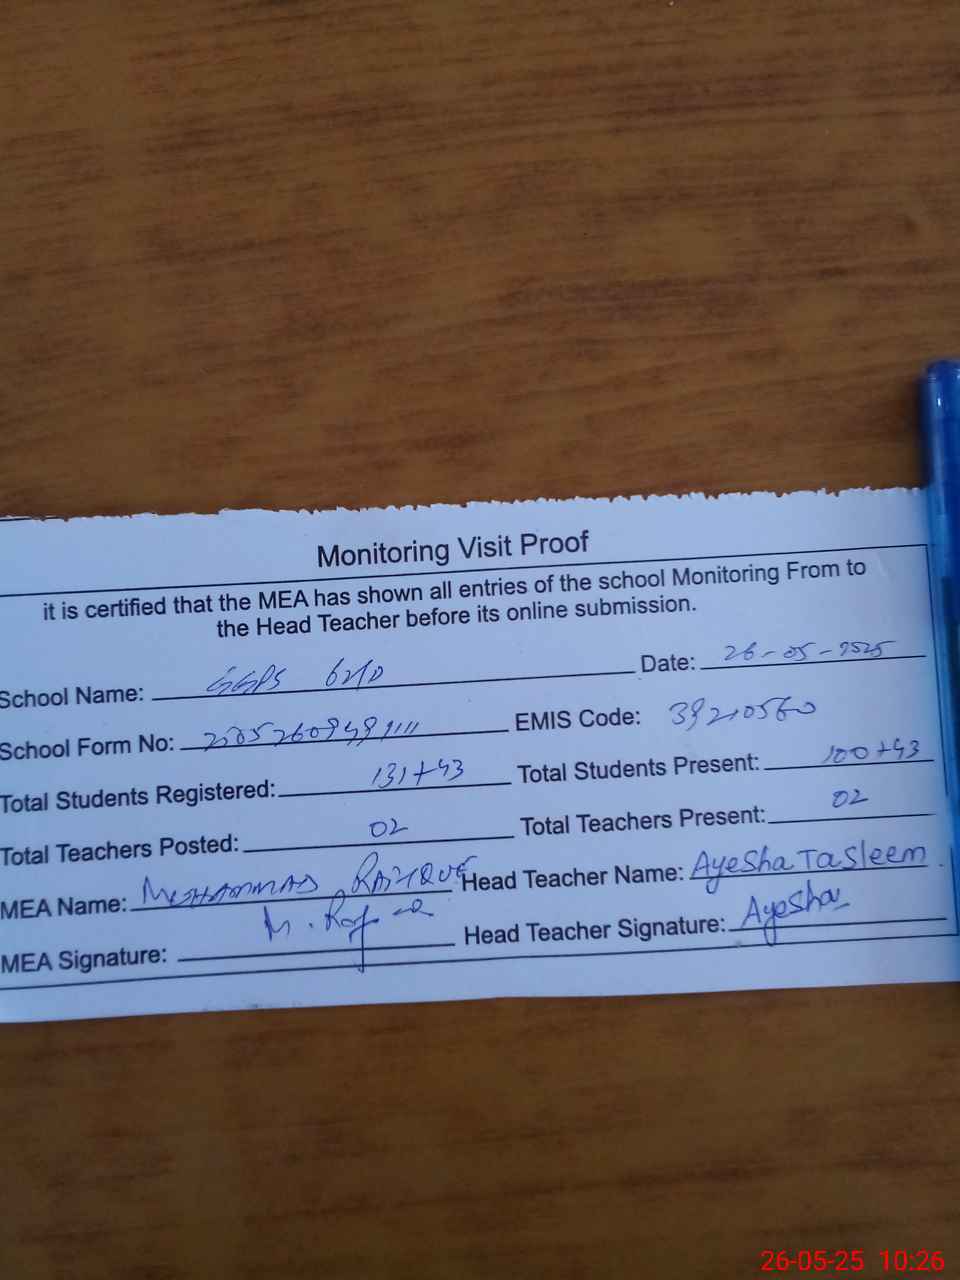 Monitoring Visit Proof
it is certified that the MEA has shown all entries of the school Monitoring From to
the Head Teacher before its online submission.
School Name: GGPS Date: 26-05-2525
School Form No: EMIS Code: 39210560
Total Students Registered: 131+43 Total Students Present: 100+43
Total Teachers Posted: 02 Total Teachers Present: 02
MEA Name: MUHAMMAD Head Teacher Name: Ayesha Tasleem
MEA Signature: Head Teacher Signature: Ayesha
26-05-25 10:26